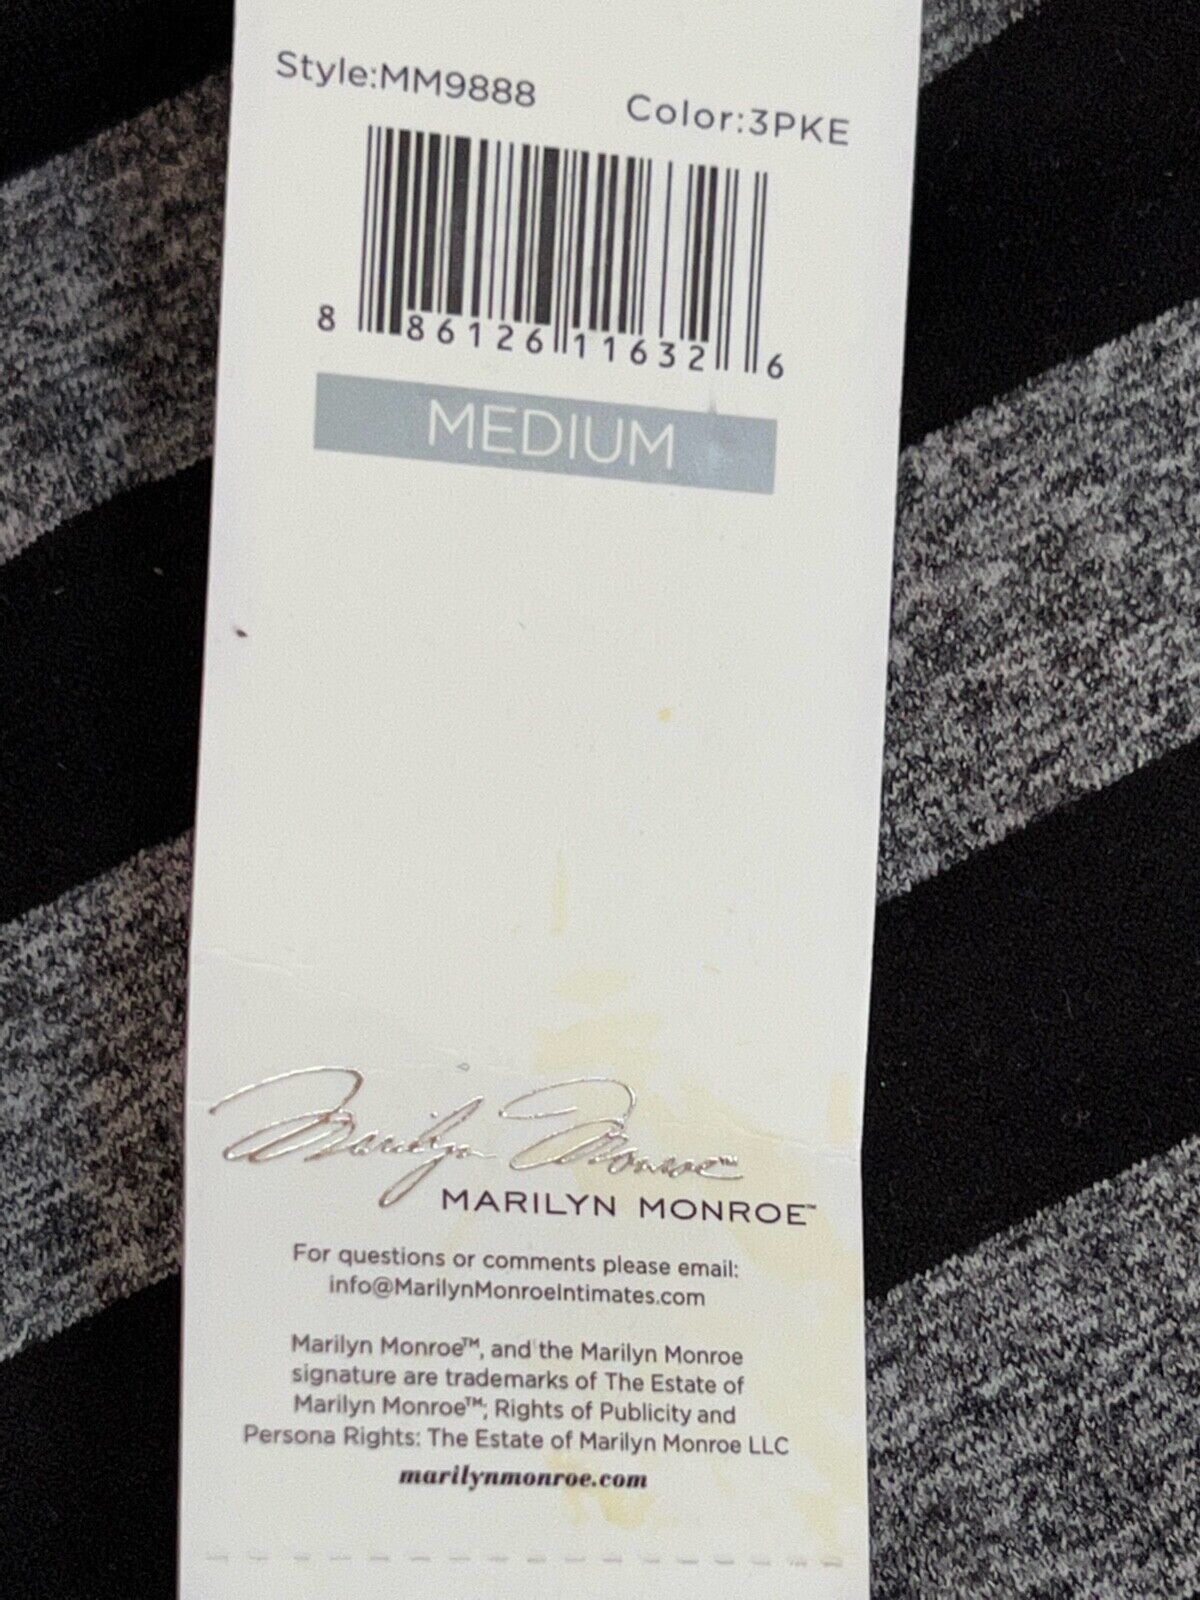 Style:MM9888 Color:3PKE
8 86126 11632 6
MEDIUM
Marilyn Monroe™
MARILYN MONROE™
For questions or comments please email:
info@MarilynMonroeIntimates.com
Marilyn Monroe™, and the Marilyn Monroe
signature are trademarks of The Estate of
Marilyn Monroe™; Rights of Publicity and
Persona Rights: The Estate of Marilyn Monroe LLC
marilynmonroe.com